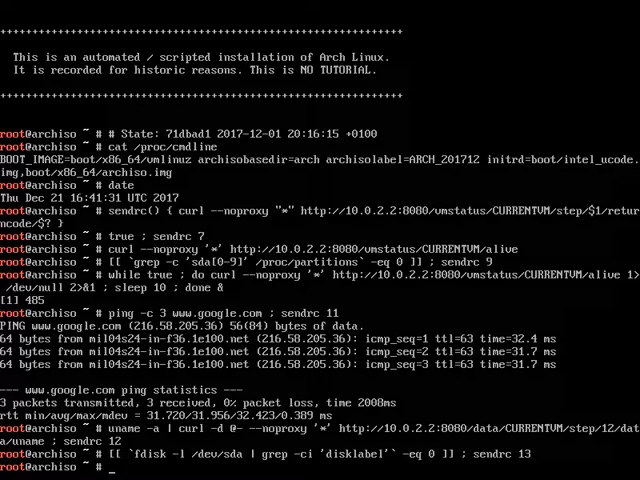 ++++++++++++++++++++++++++++++++++++++++++++++++++++++++++++++
This is an automated / scripted installation of Arch Linux.
It is recorded for historic reasons. This is NO TUTORIAL.
++++++++++++++++++++++++++++++++++++++++++++++++++++++++++++++
root@archiso ~ # # State: 71dbad1 2017-12-01 20:16:15 +0100
root@archiso ~ # cat /proc/cmdline
BOOT_IMAGE=boot/x86_64/vmlinuz archisobasedir=arch archisolabel=ARCH_201712 initrd=boot/intel_ucode.
img,boot/x86_64/archiso.img
root@archiso ~ # date
Thu Dec 21 16:41:31 UTC 2017
root@archiso ~ # sendrc() { curl --noproxy "*" http://10.0.2.2:8080/vmstatus/CURRENTVM/step/$1/retur
ncode/$? }
root@archiso ~ # true ; sendrc 7
root@archiso ~ # curl --noproxy '*' http://10.0.2.2:8080/vmstatus/CURRENTVM/alive
root@archiso ~ # [[ `grep -c 'sda[0-9]' /proc/partitions` -eq 0 ]] ; sendrc 9
root@archiso ~ # while true ; do curl --noproxy '*' http://10.0.2.2:8080/vmstatus/CURRENTVM/alive 1>
/dev/null 2>&1 ; sleep 10 ; done &
[1] 485
root@archiso ~ # ping -c 3 www.google.com ; sendrc 11
PING www.google.com (216.58.205.36) 56(84) bytes of data.
64 bytes from mil04s24-in-f36.1e100.net (216.58.205.36): icmp_seq=1 ttl=63 time=32.4 ms
64 bytes from mil04s24-in-f36.1e100.net (216.58.205.36): icmp_seq=2 ttl=63 time=31.7 ms
64 bytes from mil04s24-in-f36.1e100.net (216.58.205.36): icmp_seq=3 ttl=63 time=31.7 ms
--- www.google.com ping statistics ---
3 packets transmitted, 3 received, 0% packet loss, time 2008ms
rtt min/avg/max/mdev = 31.720/31.956/32.423/0.389 ms
root@archiso ~ # uname -a | curl -d @- --noproxy '*' http://10.0.2.2:8080/data/CURRENTVM/step/12/dat
a/uname ; sendrc 12
root@archiso ~ # [[ `fdisk -l /dev/sda | grep -ci 'disklabel'` -eq 0 ]] ; sendrc 13
root@archiso ~ # _